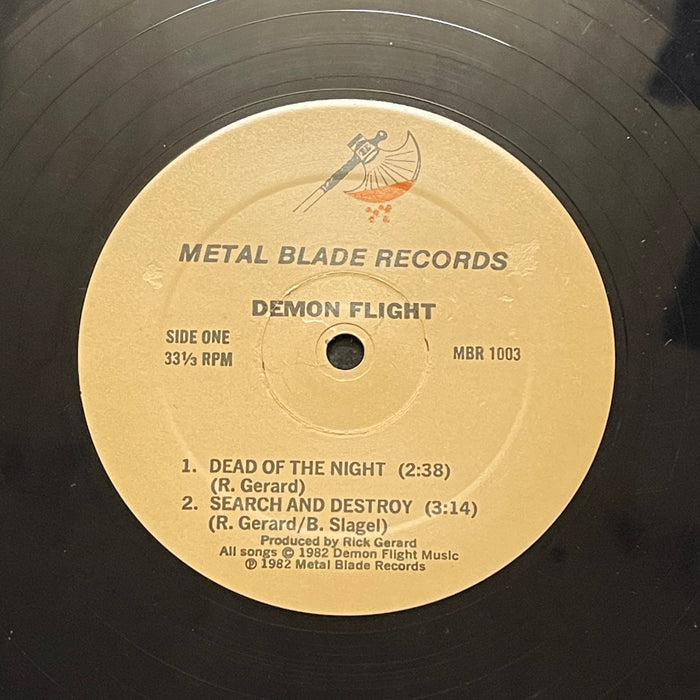 METAL BLADE RECORDS
DEMON FLIGHT
SIDE ONE
33⅓ RPM
MBR 1003
1. DEAD OF THE NIGHT (2:38)
(R. Gerard)
2. SEARCH AND DESTROY (3:14)
(R. Gerard/B. Slagel)
Produced by Rick Gerard
All songs © 1982 Demon Flight Music
℗ 1982 Metal Blade Records